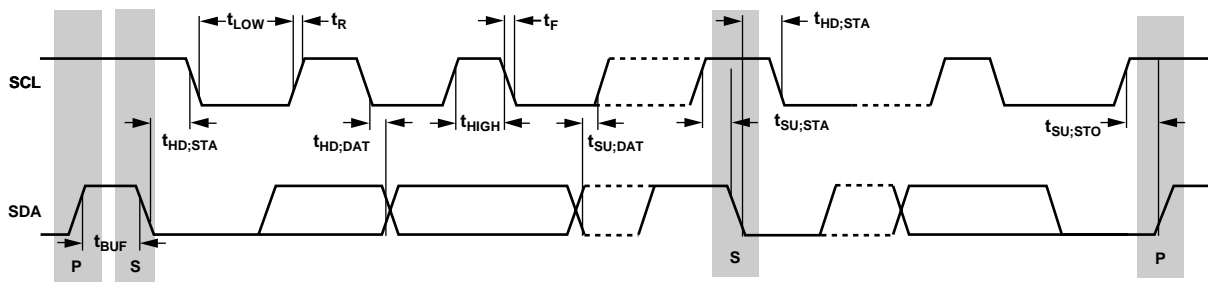 tLOW tR tF tHD;STA
SCL
tHD;STA tHD;DAT tHIGH tSU;DAT tSU;STA tSU;STO
SDA
tBUF
P S S P